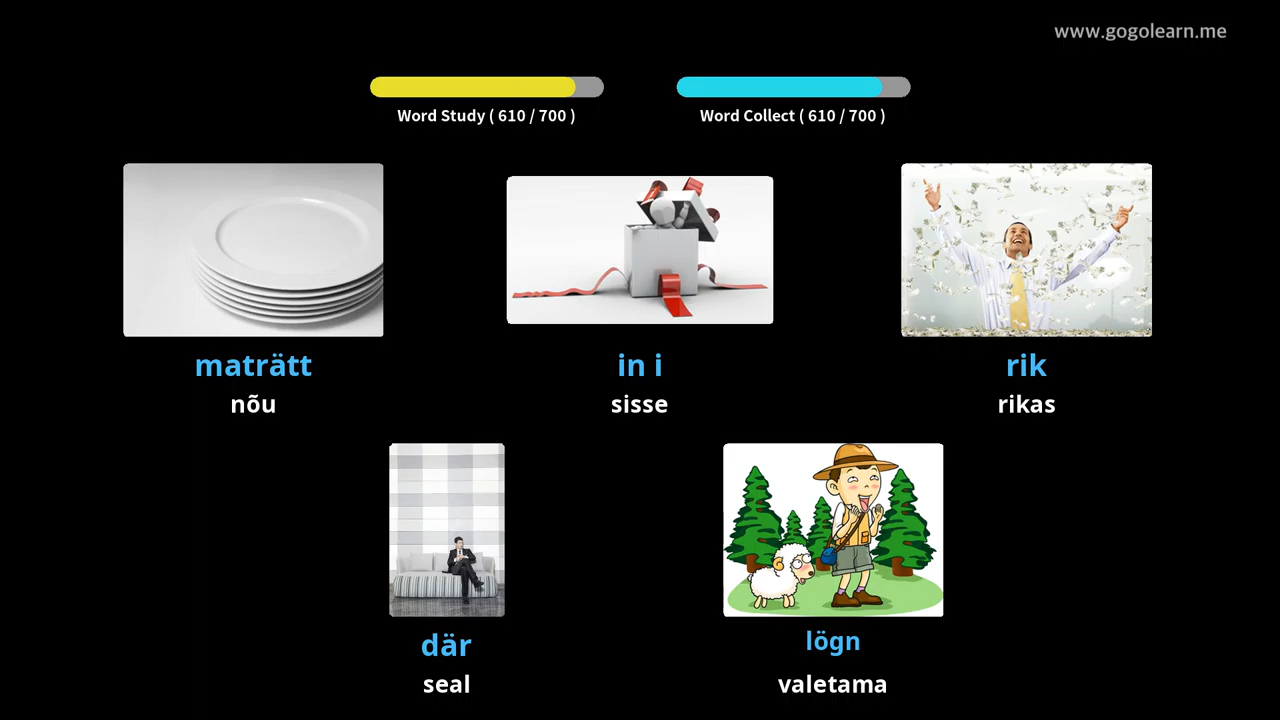 www.gogolearn.me
Word Study ( 610 / 700 )
Word Collect ( 610 / 700 )
maträtt
nõu
in i
sisse
rik
rikas
där
seal
lögn
valetama